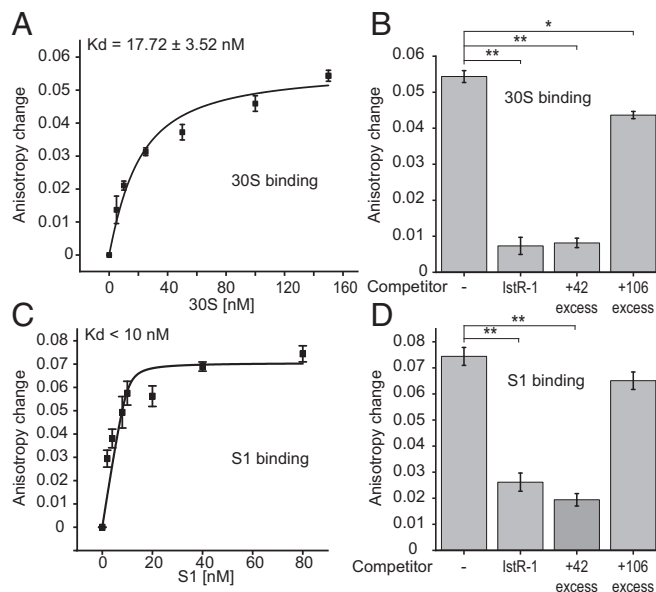 A
Kd = 17.72 ± 3.52 nM
Anisotropy change
0.06
0.05
0.04
0.03
0.02
0.01
0
30S binding
0 40 80 120 160
30S [nM]
B
*
**
**
Anisotropy change
0.06
0.05
0.04
0.03
0.02
0.01
0
30S binding
Competitor - IstR-1 +42 +106
excess excess
C
Kd < 10 nM
Anisotropy change
0.08
0.07
0.06
0.05
0.04
0.03
0.02
0.01
0
S1 binding
0 20 40 60 80
S1 [nM]
D
**
**
Anisotropy change
0.08
0.07
0.06
0.05
0.04
0.03
0.02
0.01
0
S1 binding
Competitor - IstR-1 +42 +106
excess excess